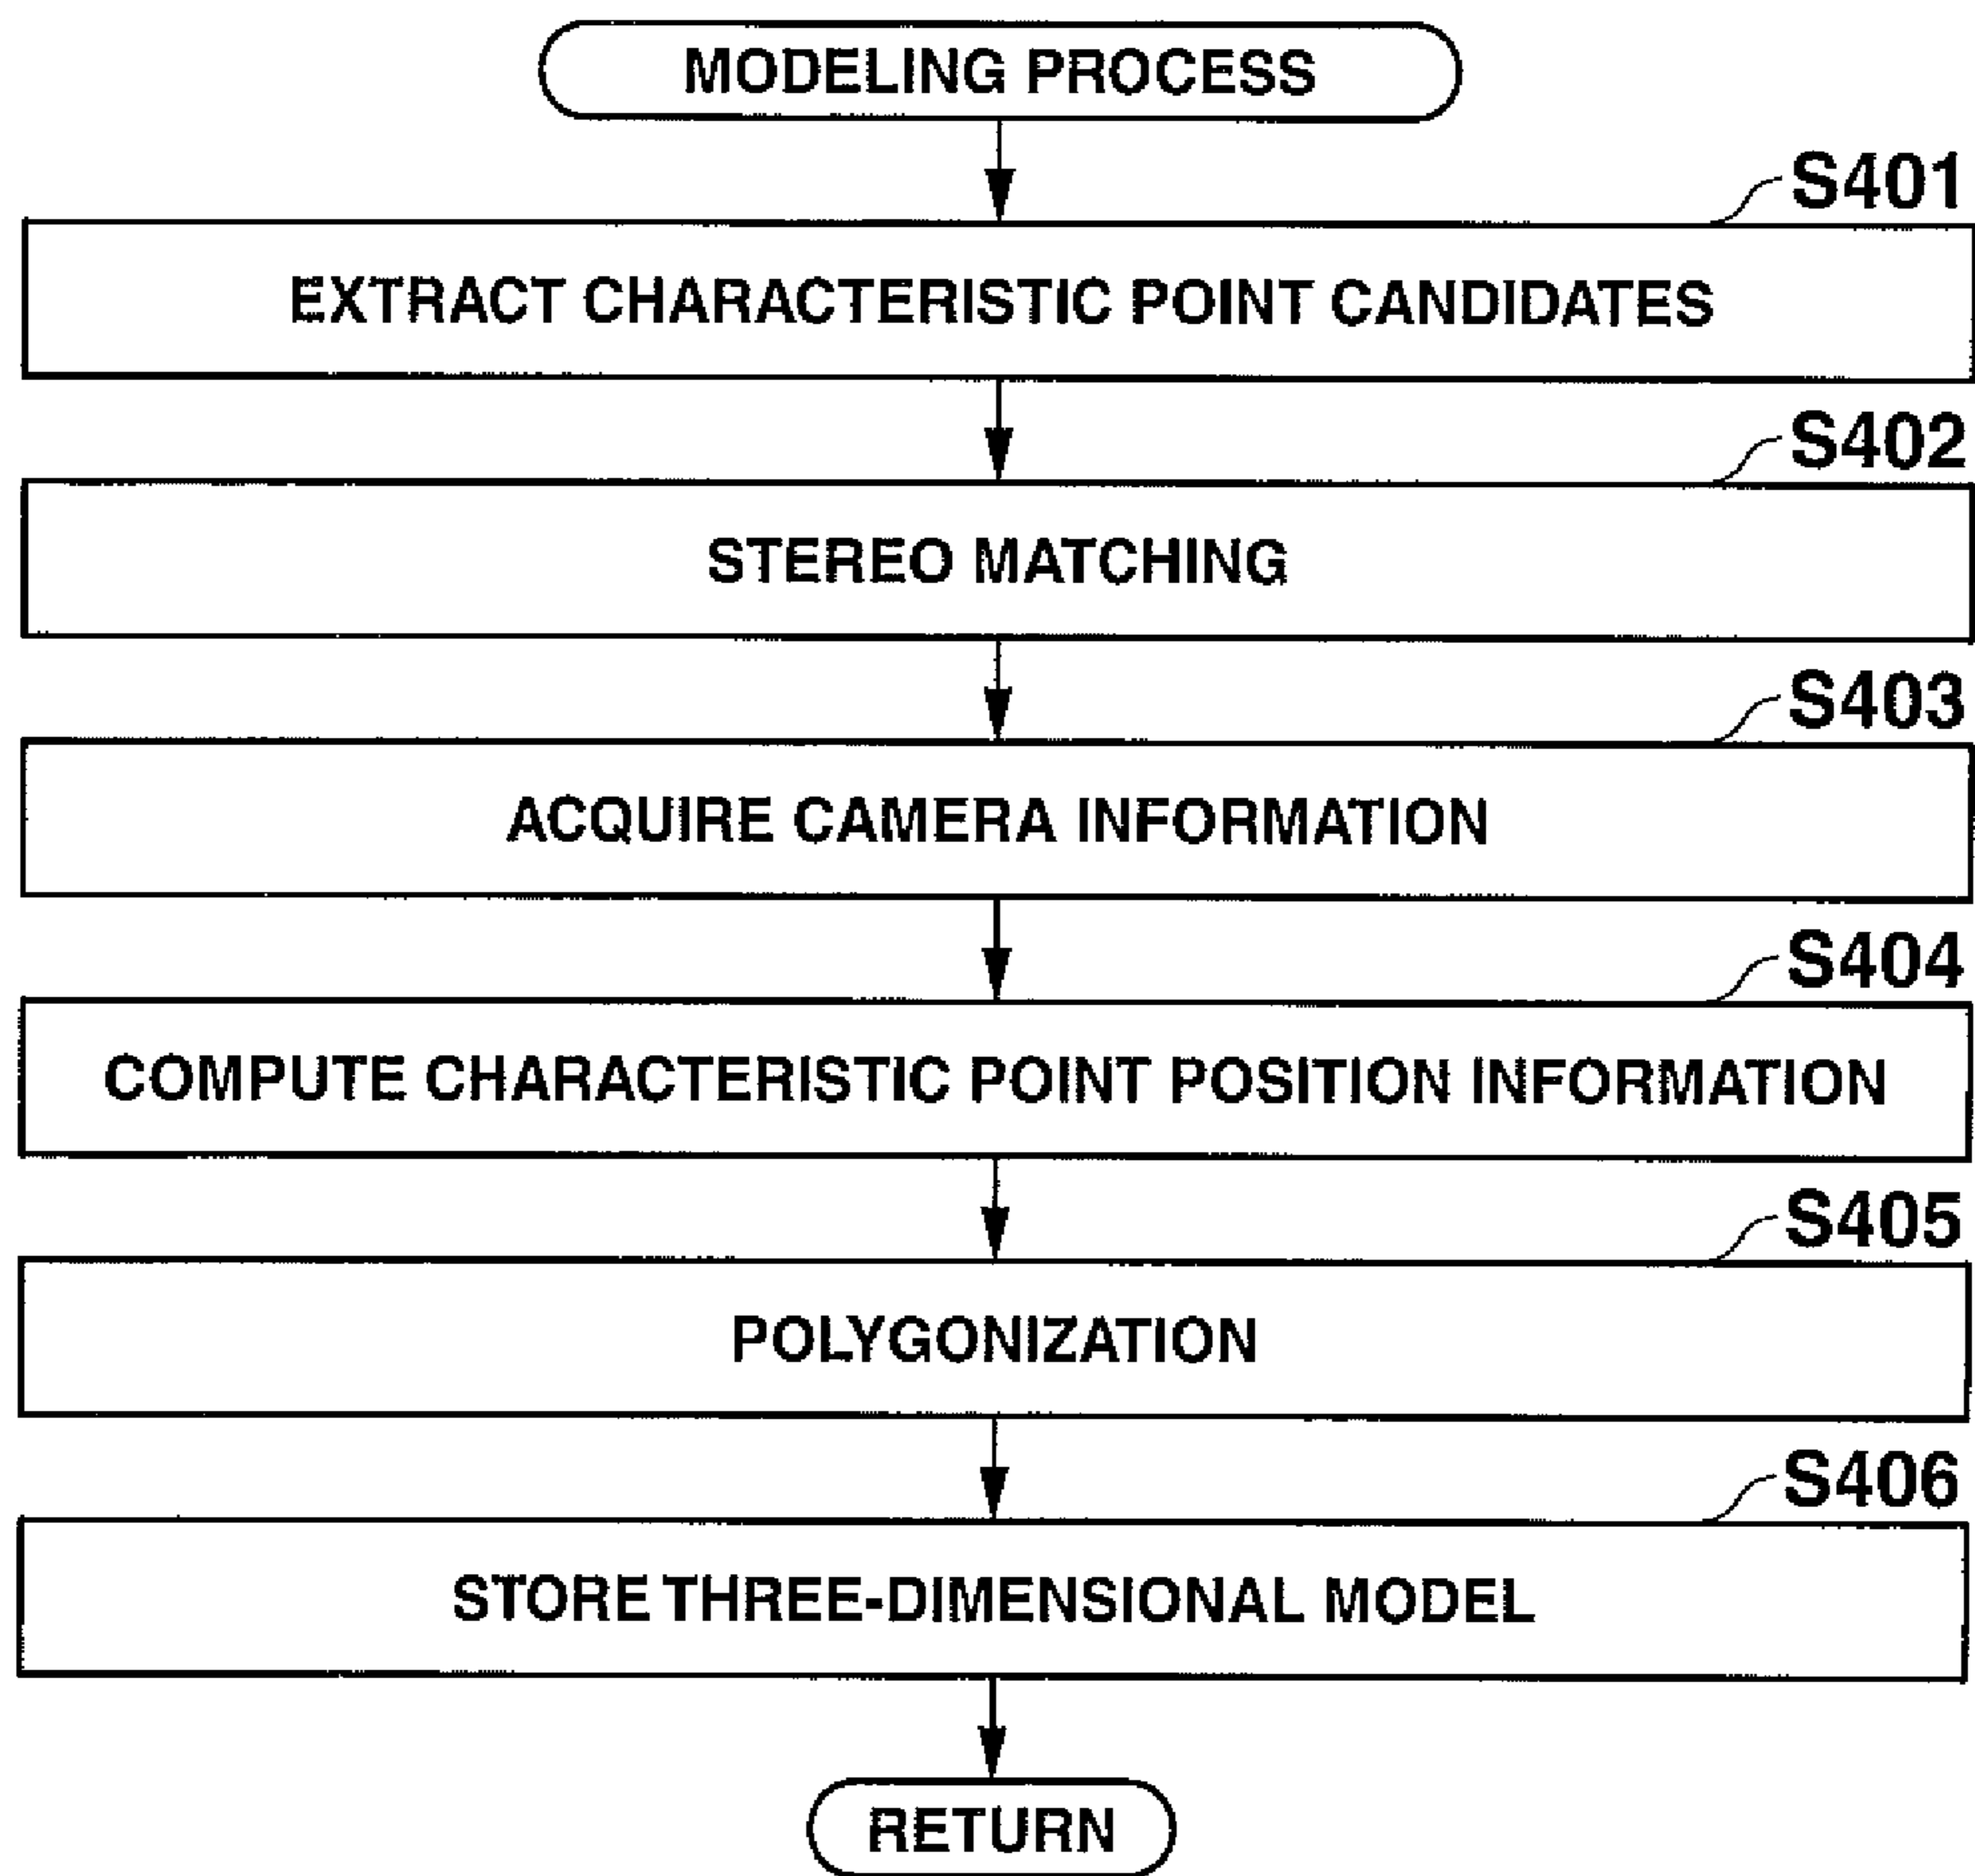 MODELING PROCESS
S401
EXTRACT CHARACTERISTIC POINT CANDIDATES
S402
STEREO MATCHING
S403
ACQUIRE CAMERA INFORMATION
S404
COMPUTE CHARACTERISTIC POINT POSITION INFORMATION
S405
POLYGONIZATION
S406
STORE THREE-DIMENSIONAL MODEL
RETURN